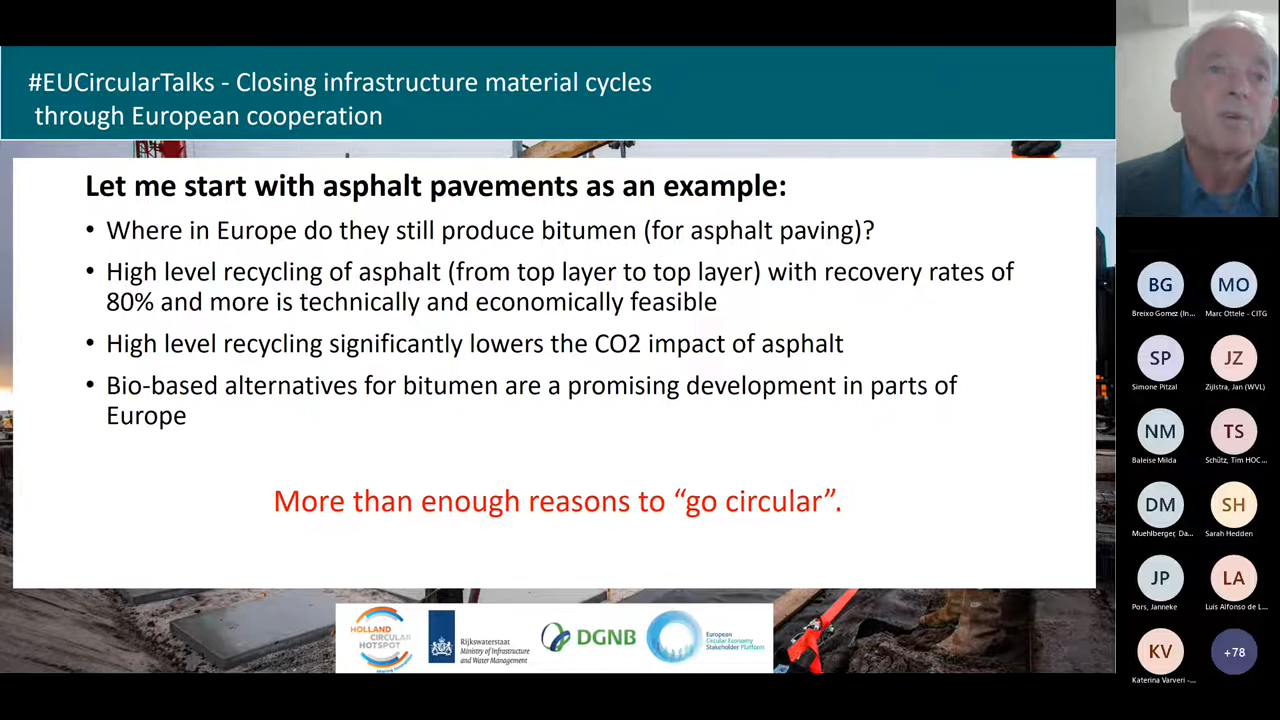 #EUCircularTalks - Closing infrastructure material cycles
through European cooperation
Let me start with asphalt pavements as an example:
• Where in Europe do they still produce bitumen (for asphalt paving)?
• High level recycling of asphalt (from top layer to top layer) with recovery rates of
80% and more is technically and economically feasible
• High level recycling significantly lowers the CO2 impact of asphalt
• Bio-based alternatives for bitumen are a promising development in parts of
Europe
More than enough reasons to “go circular”.
HOLLAND
CIRCULAR
HOTSPOT
Rijkswaterstaat
Ministry of Infrastructure
and Water Management
DGNB
European
Circular Economy
Stakeholder Platform
BG
Breixo Gomez (In...
MO
Marc Ottele - CITG
SP
Simone Pitzal
JZ
Zijlstra, Jan (WVL)
NM
Baleise Milda
TS
Schütz, Tim HOC...
DM
Muehlberger, Da...
SH
Sarah Hedden
JP
Pors, Janneke
LA
Luis Alfonso de L...
KV
Katerina Varveri -...
+78